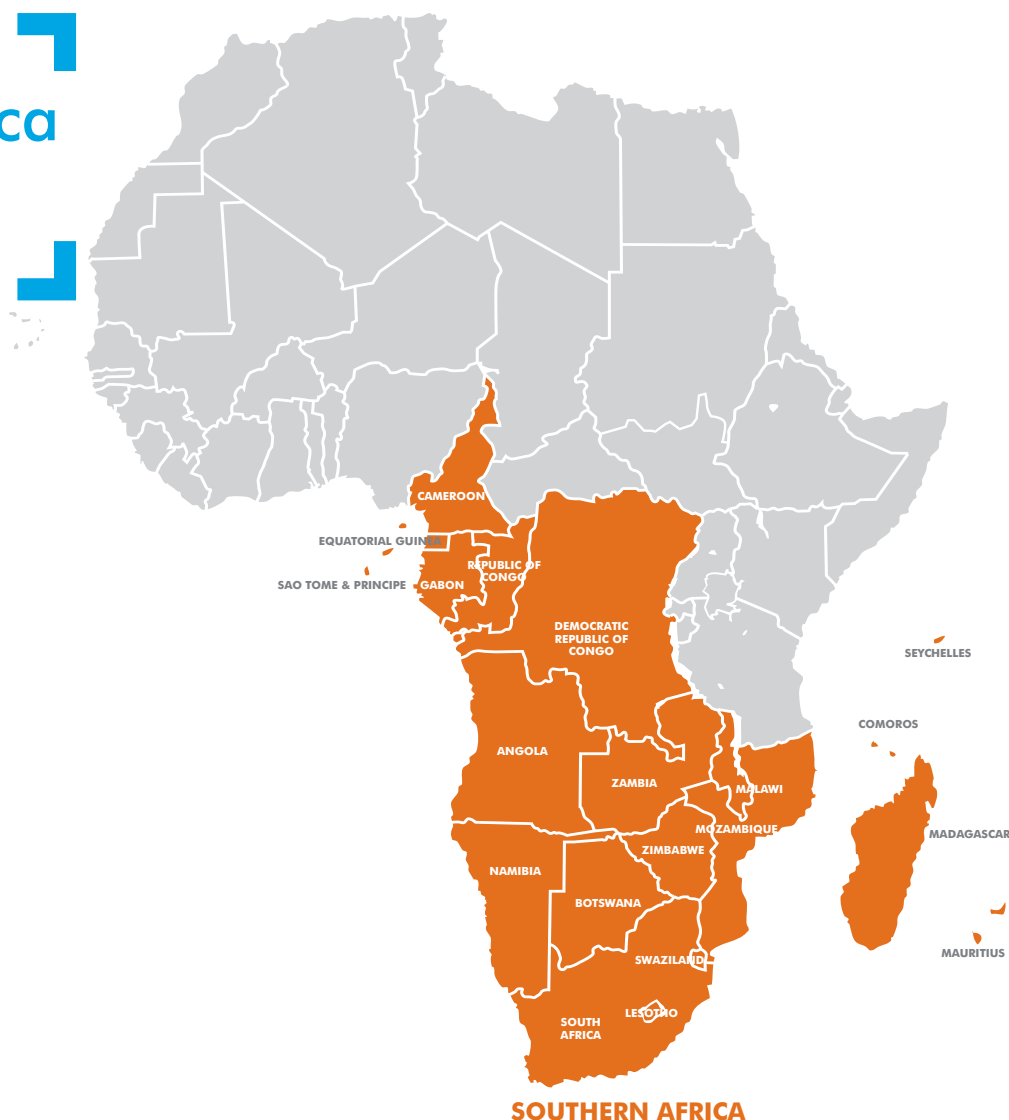 ca
CAMEROON
EQUATORIAL GUINEA
REPUBLIC OF
CONGO
SAO TOME & PRINCIPE
GABON
DEMOCRATIC
REPUBLIC OF
CONGO
SEYCHELLES
COMOROS
ANGOLA
ZAMBIA
MALAWI
MOZAMBIQUE
MADAGASCAR
ZIMBABWE
NAMIBIA
BOTSWANA
MAURITIUS
SWAZILAND
LESOTHO
SOUTH
AFRICA
SOUTHERN AFRICA